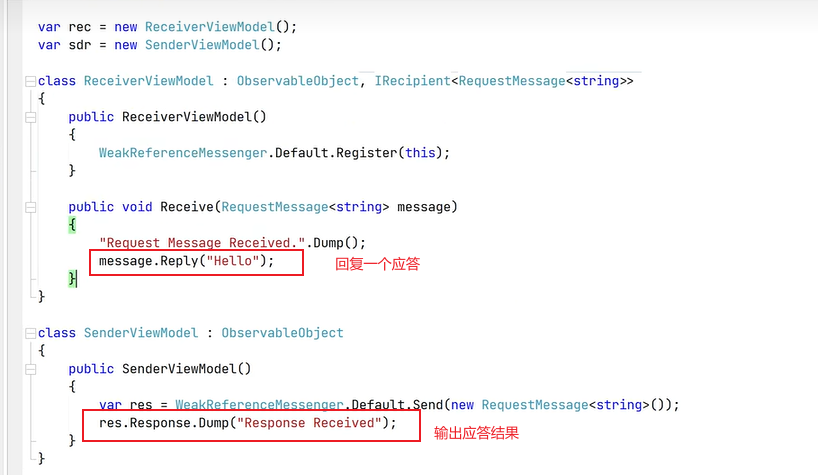 var rec = new ReceiverViewModel();
var sdr = new SenderViewModel();
class ReceiverViewModel : ObservableObject, IRecipient<RequestMessage<string>>
{
public ReceiverViewModel()
{
WeakReferenceMessenger.Default.Register(this);
}
public void Receive(RequestMessage<string> message)
{
"Request Message Received.".Dump();
message.Reply("Hello"); 回复一个应答
}
}
class SenderViewModel : ObservableObject
{
public SenderViewModel()
{
var res = WeakReferenceMessenger.Default.Send(new RequestMessage<string>());
res.Response.Dump("Response Received"); 输出应答结果
}
}